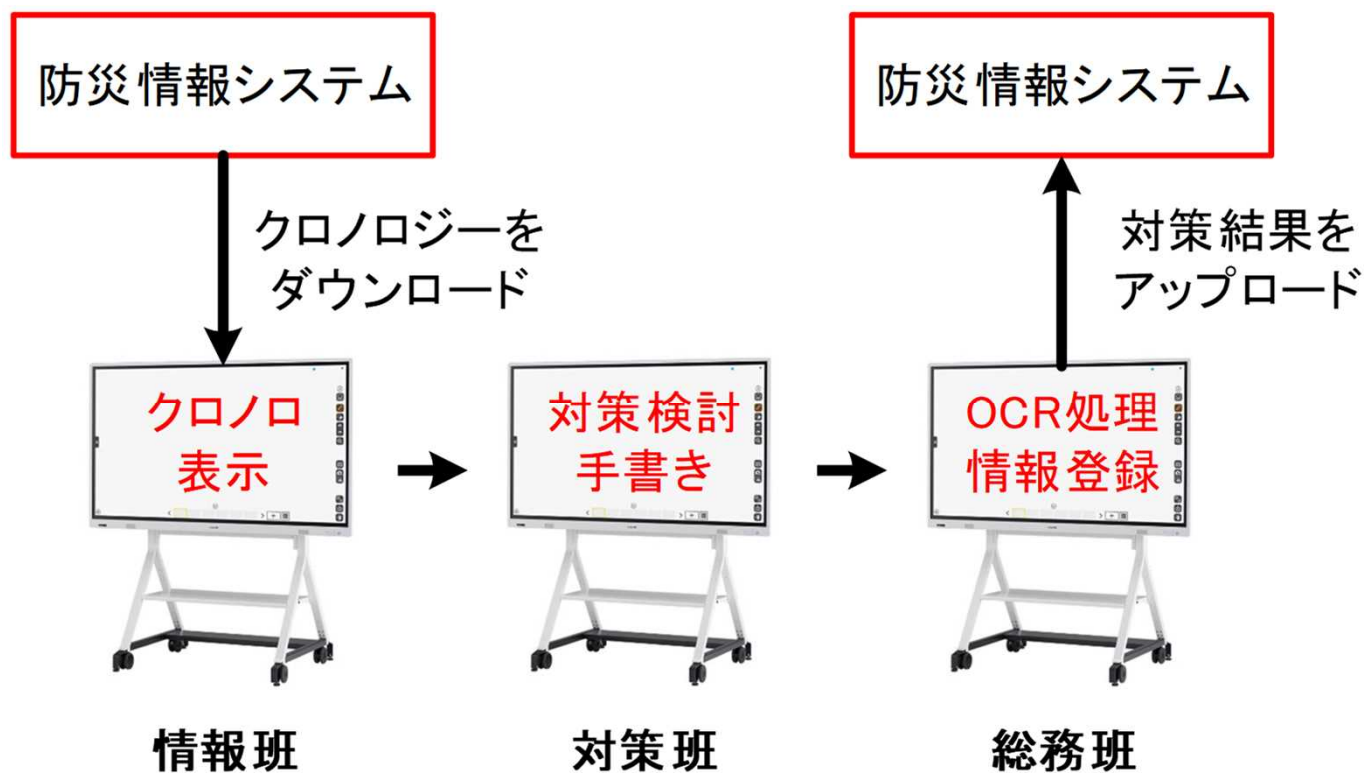 防災情報システム
防災情報システム
クロノロジーを
ダウンロード
対策結果を
アップロード
クロノロ
表示
対策検討
手書き
OCR処理
情報登録
情報班
対策班
総務班